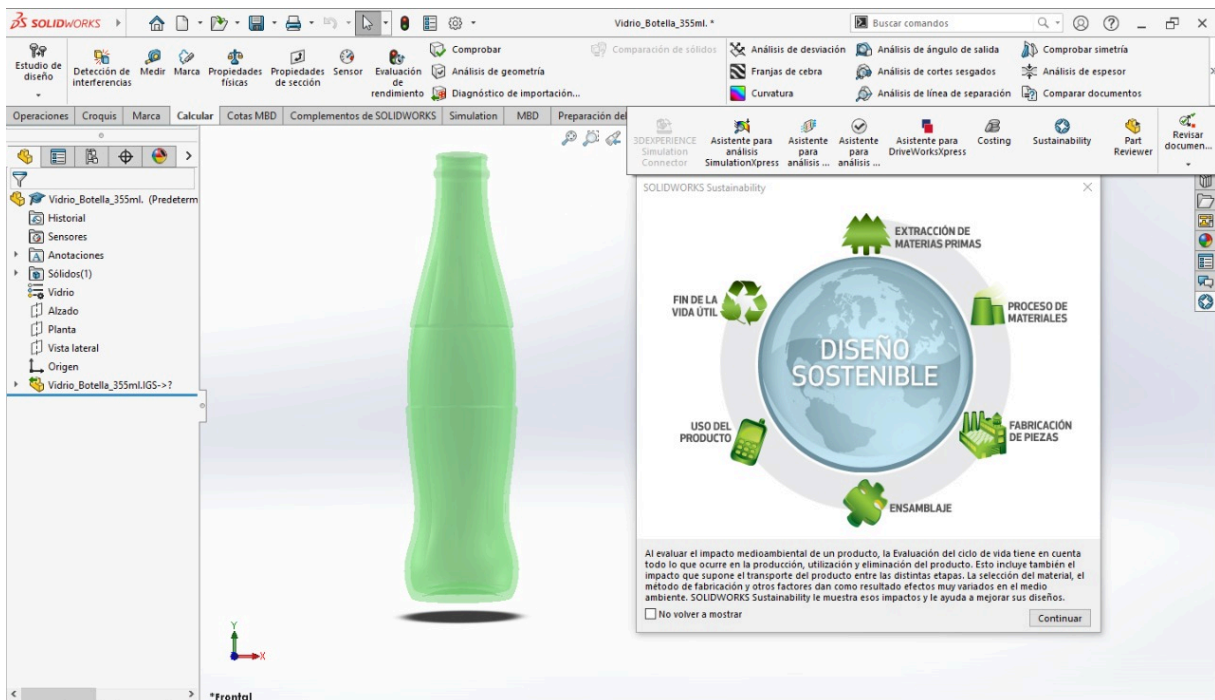 SOLIDWORKS
Vidrio_Botella_355ml. *
Buscar comandos
Estudio de
diseño
Detección de
interferencias
Medir
Marca
Propiedades
físicas
Propiedades
de sección
Sensor
Evaluación
de
rendimiento
Comprobar
Análisis de geometría
Diagnóstico de importación...
Comparación de sólidos
Análisis de desviación
Franjas de cebra
Curvatura
Análisis de ángulo de salida
Análisis de cortes sesgados
Análisis de línea de separación
Comprobar simetría
Análisis de espesor
Comparar documentos
Operaciones
Croquis
Marca
Calcular
Cotas MBD
Complementos de SOLIDWORKS
Simulation
MBD
Preparación del
3DEXPERIENCE
Simulation
Connector
Asistente para
análisis
SimulationXpress
Asistente
para
análisis ...
Asistente
para
análisis ...
Asistente para
DriveWorksXpress
Costing
Sustainability
Part
Reviewer
Revisar
documen...
Vidrio_Botella_355ml. (Predeterm
Historial
Sensores
Anotaciones
Sólidos(1)
Vidrio
Alzado
Planta
Vista lateral
Origen
Vidrio_Botella_355ml.IGS->?
SOLIDWORKS Sustainability
EXTRACCIÓN DE
MATERIAS PRIMAS
FIN DE LA
VIDA ÚTIL
PROCESO DE
MATERIALES
DISEÑO
SOSTENIBLE
USO DEL
PRODUCTO
FABRICACIÓN
DE PIEZAS
ENSAMBLAJE
Al evaluar el impacto medioambiental de un producto, la Evaluación del ciclo de vida tiene en cuenta
todo lo que ocurre en la producción, utilización y eliminación del producto. Esto incluye también el
impacto que supone el transporte del producto entre las distintas etapas. La selección del material, el
método de fabricación y otros factores dan como resultado efectos muy variados en el medio
ambiente. SOLIDWORKS Sustainability le muestra esos impactos y le ayuda a mejorar sus diseños.
No volver a mostrar
Continuar
Y
X
*Frontal